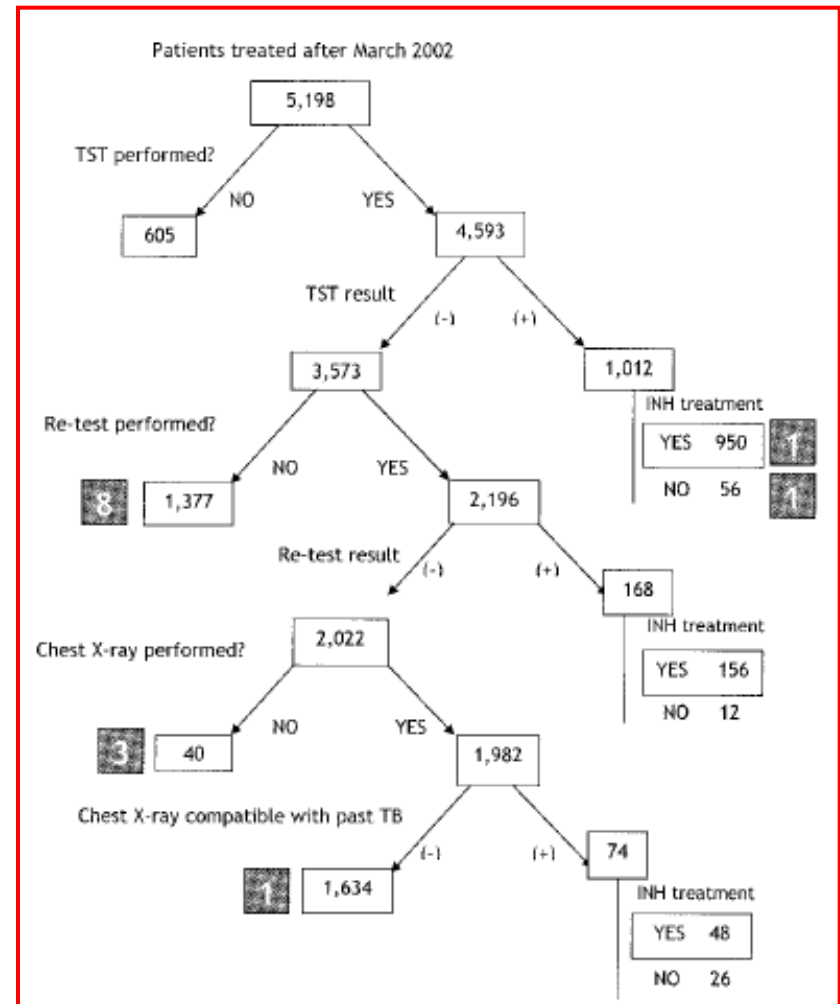 Patients treated after March 2002
5,198
TST performed?
NO YES
605 4,593
TST result
(-) (+)
3,573 1,012
INH treatment
Re-test performed?
YES 950 1
NO YES
NO 56 1
8 1,377 2,196
Re-test result
(-) (+)
168
INH treatment
2,022
Chest X-ray performed?
YES 156
NO 12
NO YES
3 40 1,982
Chest X-ray compatible with past TB
(-) (+) 74
1 1,634
INH treatment
YES 48
NO 26